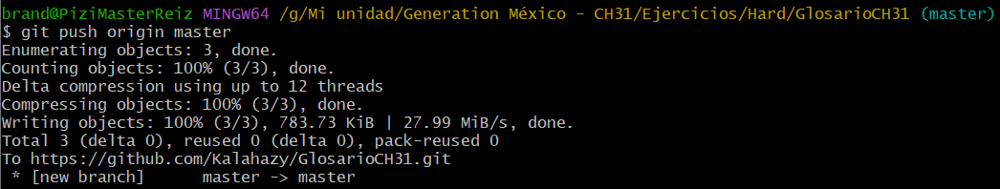 brand@PiziMasterReiz MINGW64 /g/Mi unidad/Generation México - CH31/Ejercicios/Hard/GlosarioCH31 (master)
$ git push origin master
Enumerating objects: 3, done.
Counting objects: 100% (3/3), done.
Delta compression using up to 12 threads
Compressing objects: 100% (3/3), done.
Writing objects: 100% (3/3), 783.73 KiB | 27.99 MiB/s, done.
Total 3 (delta 0), reused 0 (delta 0), pack-reused 0
To https://github.com/Kalahazy/GlosarioCH31.git
 * [new branch]      master -> master